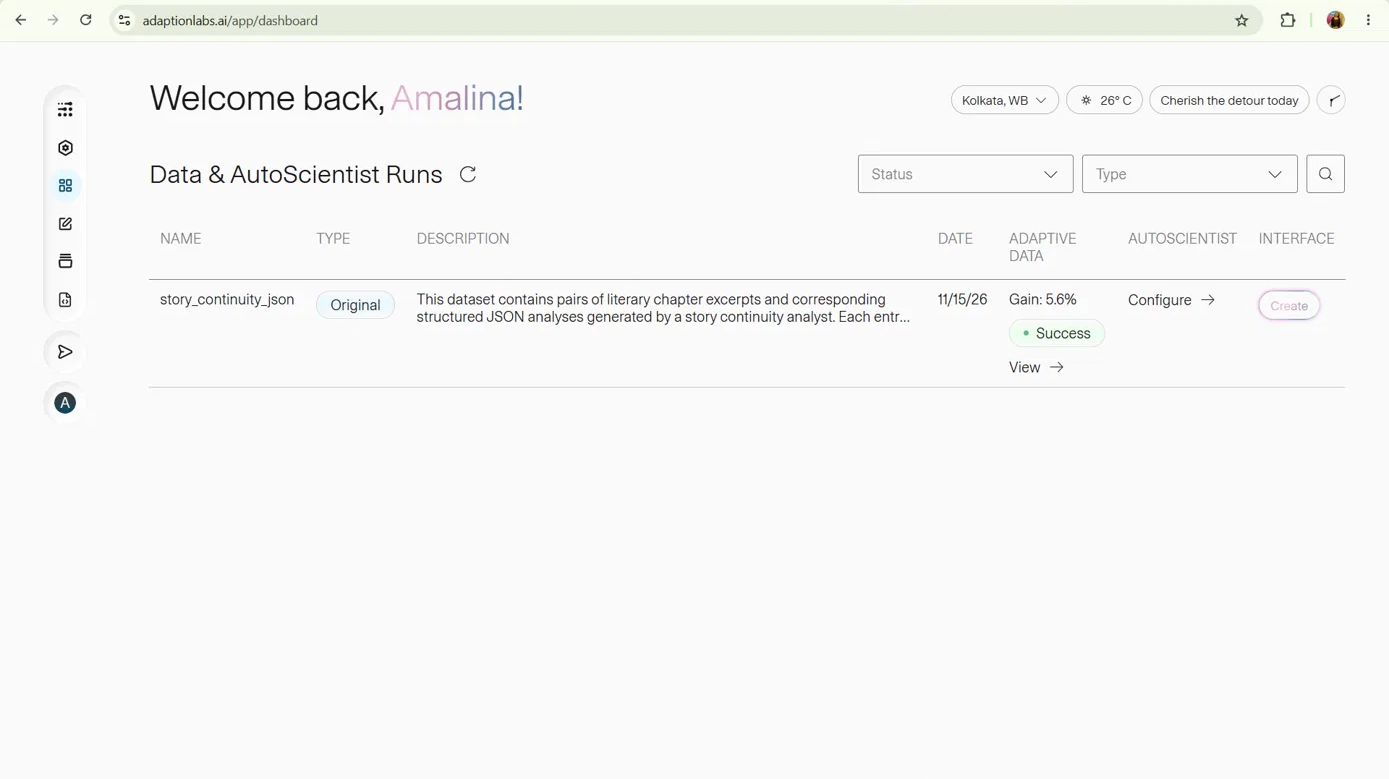 adaptionlabs.ai/app/dashboard
Welcome back, Amalina!
Kolkata, WB
26° C
Cherish the detour today
Data & AutoScientist Runs
Status
Type
NAME
TYPE
DESCRIPTION
DATE
ADAPTIVE
DATA
AUTOSCIENTIST
INTERFACE
story_continuity_json
Original
This dataset contains pairs of literary chapter excerpts and corresponding
structured JSON analyses generated by a story continuity analyst. Each entr...
11/15/26
Gain: 5.6%
Success
View
Configure
Create
A